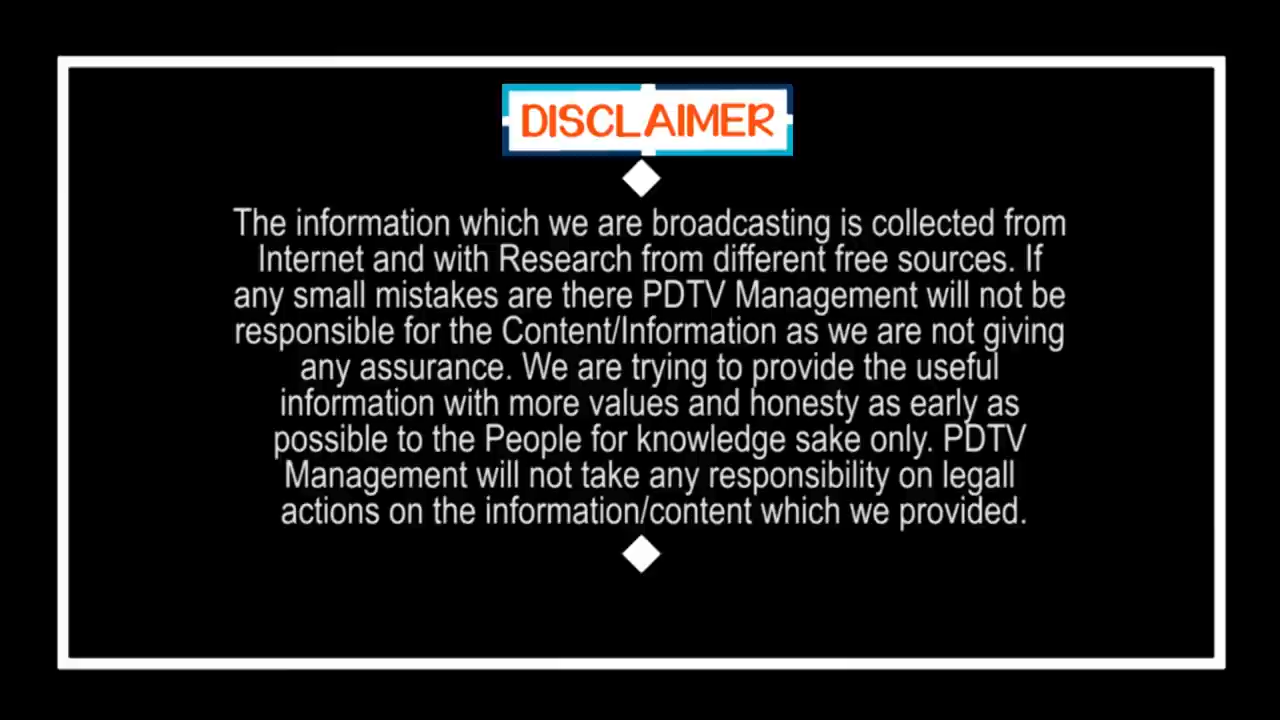 DISCLAIMER
The information which we are broadcasting is collected from
Internet and with Research from different free sources. If
any small mistakes are there PDTV Management will not be
responsible for the Content/Information as we are not giving
any assurance. We are trying to provide the useful
information with more values and honesty as early as
possible to the People for knowledge sake only. PDTV
Management will not take any responsibility on legall
actions on the information/content which we provided.